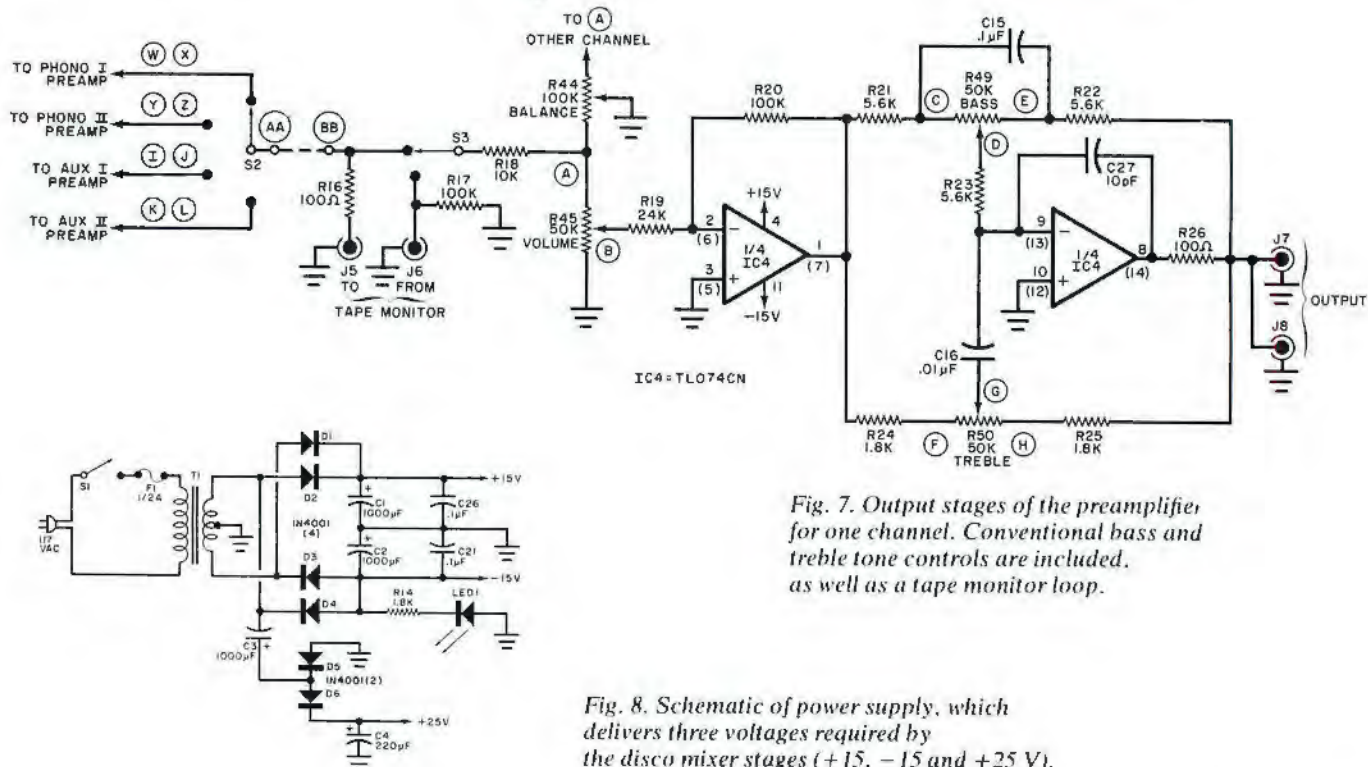 TO PHONO I
PREAMP
W X
TO PHONO II
PREAMP
Y Z
TO AUX I
PREAMP
I J
TO AUX II
PREAMP
K L
S2
AA
BB
R16
100Ω
J5
TO
J6
FROM
TAPE MONITOR
R17
100K
S3
R18
10K
TO A
OTHER CHANNEL
R44
100K
BALANCE
A
R45
50K
VOLUME
B
R19
24K
R20
100K
+15V
2
(6)
-
4
1/4
IC4
3
(5)
+
11
-15V
1
(7)
IC4=TL074CN
R21
5.6K
C
C15
.1µF
R49
50K
BASS
E
R22
5.6K
D
R23
5.6K
C27
10pF
9
(13)
-
1/4
IC4
10
(12)
+
8
(14)
R26
100Ω
J7
J8
OUTPUT
C16
.01µF
G
R24
1.8K
F
R50
50K
TREBLE
H
R25
1.8K
Fig. 7. Output stages of the preamplifier
for one channel. Conventional bass and
treble tone controls are included,
as well as a tape monitor loop.
117
VAC
S1
F1
1/2A
T1
D1
D2
1N4001
(4)
D3
D4
C1
1000µF
C26
.1µF
C2
1000µF
C21
.1µF
+15V
-15V
R14
1.8K
LED1
C3
1000µF
D5
1N4001(2)
D6
+25V
C4
220µF
Fig. 8. Schematic of power supply, which
delivers three voltages required by
the disco mixer stages (+15, −15 and +25 V).